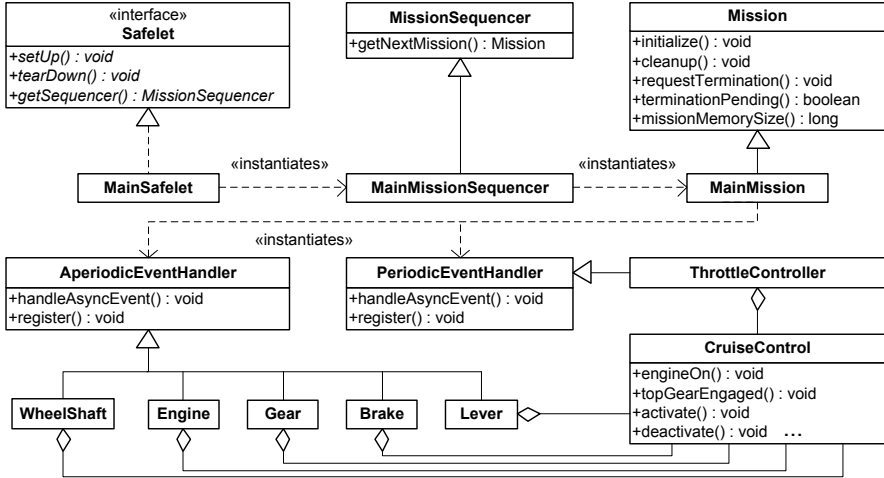 «interface»
Safelet
+setUp() : void
+tearDown() : void
+getSequencer() : MissionSequencer
MissionSequencer
+getNextMission() : Mission
Mission
+initialize() : void
+cleanup() : void
+requestTermination() : void
+terminationPending() : boolean
+missionMemorySize() : long
«instantiates»
«instantiates»
MainSafelet
MainMissionSequencer
MainMission
«instantiates»
AperiodicEventHandler
+handleAsyncEvent() : void
+register() : void
PeriodicEventHandler
+handleAsyncEvent() : void
+register() : void
ThrottleController
CruiseControl
+engineOn() : void
+topGearEngaged() : void
+activate() : void
+deactivate() : void ...
WheelShaft
Engine
Gear
Brake
Lever